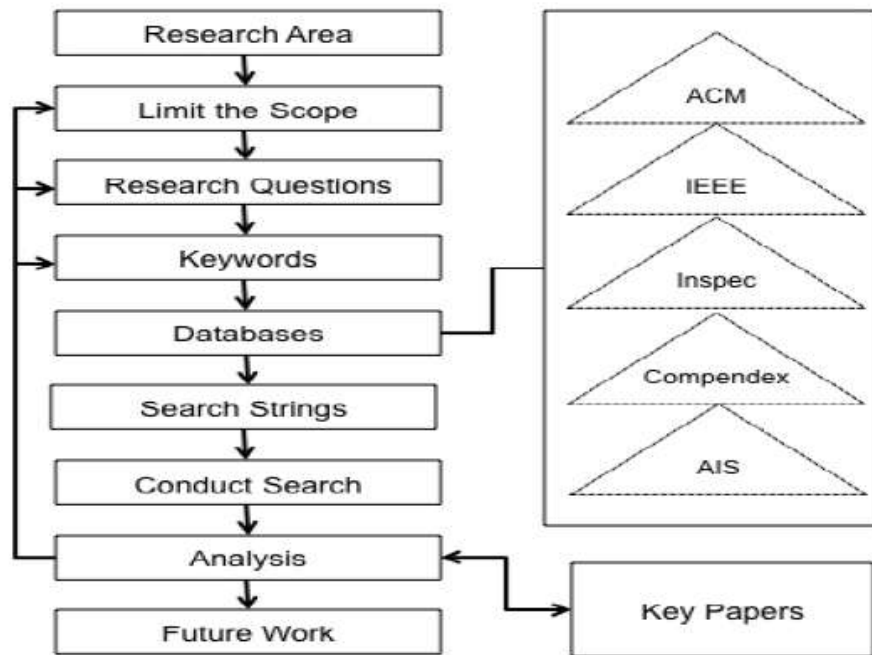 Research Area
Limit the Scope
Research Questions
Keywords
Databases
Search Strings
Conduct Search
Analysis
Future Work
ACM
IEEE
Inspec
Compendex
AIS
Key Papers